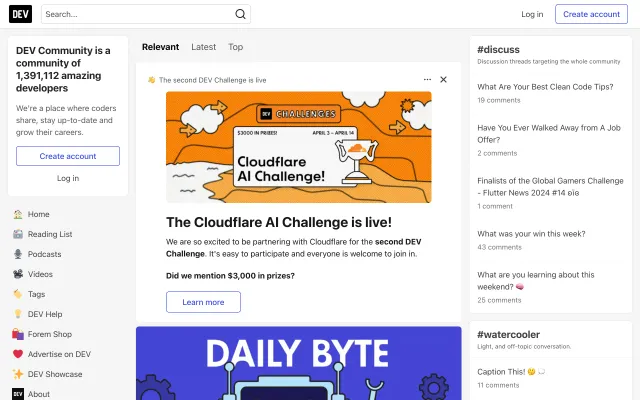 DEV
Search...
Log in
Create account
DEV Community is a
community of
1,391,112 amazing
developers
We're a place where coders
share, stay up-to-date and
grow their careers.
Create account
Log in
Home
Reading List
Podcasts
Videos
Tags
DEV Help
Forem Shop
Advertise on DEV
DEV Showcase
About
Relevant
Latest
Top
The second DEV Challenge is live
DEV CHALLENGES
$3000 IN PRIZES!
APRIL 3 – APRIL 14
Cloudflare
AI Challenge!
The Cloudflare AI Challenge is live!
We are so excited to be partnering with Cloudflare for the second DEV
Challenge. It's easy to participate and everyone is welcome to join in.
Did we mention $3,000 in prizes?
Learn more
DAILY BYTE
#discuss
Discussion threads targeting the whole community
What Are Your Best Clean Code Tips?
19 comments
Have You Ever Walked Away from A Job
Offer?
2 comments
Finalists of the Global Gamers Challenge
- Flutter News 2024 #14
1 comment
What was your win this week?
43 comments
What are you learning about this
weekend? 🧠
25 comments
#watercooler
Light, and off-topic conversation.
Caption This! 🤔💭
11 comments